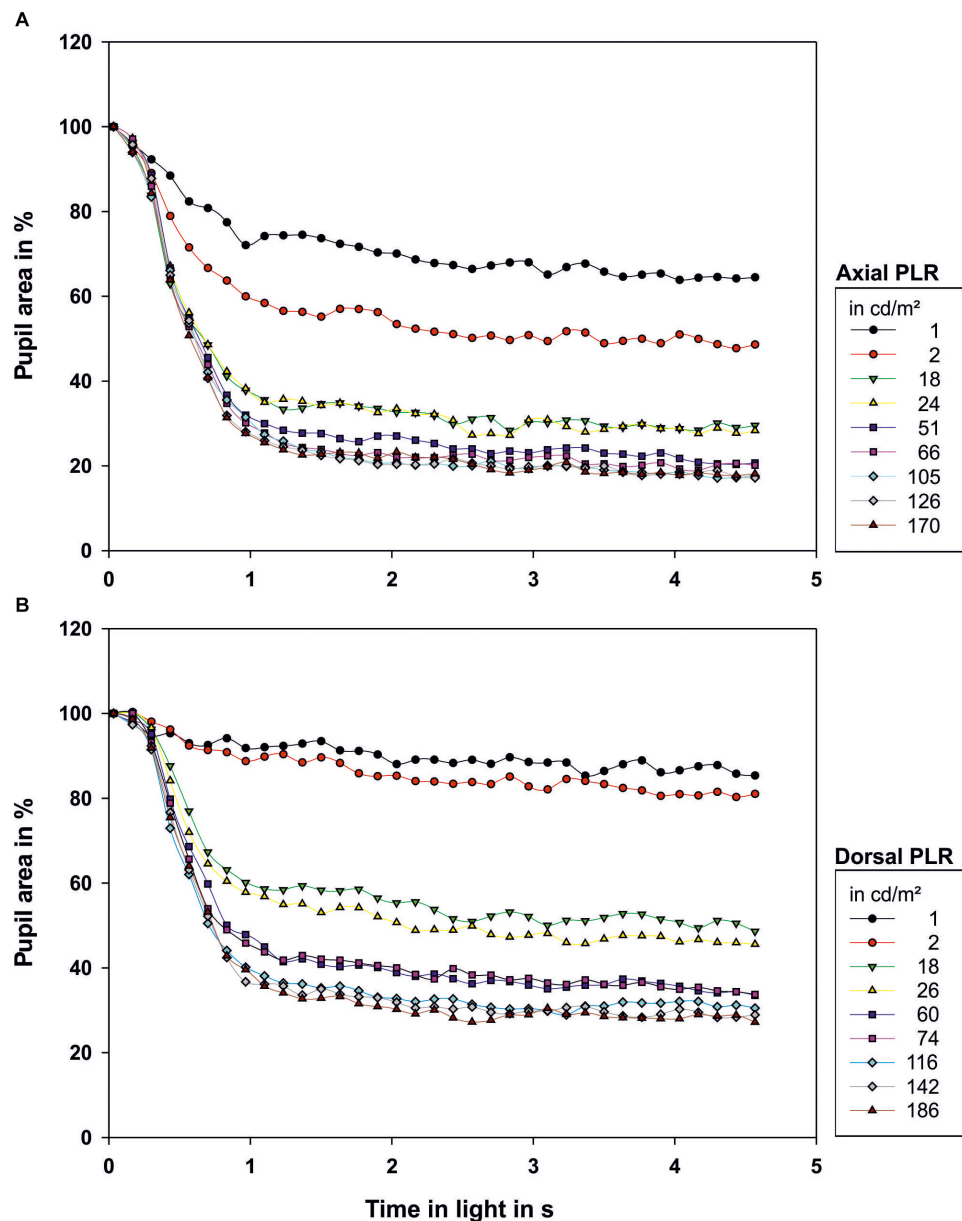 A
120
100
80
60
40
20
0
Pupil area in %
0 1 2 3 4 5
Axial PLR
in cd/m²
1
2
18
24
51
66
105
126
170
B
120
100
80
60
40
20
0
Pupil area in %
0 1 2 3 4 5
Time in light in s
Dorsal PLR
in cd/m²
1
2
18
26
60
74
116
142
186